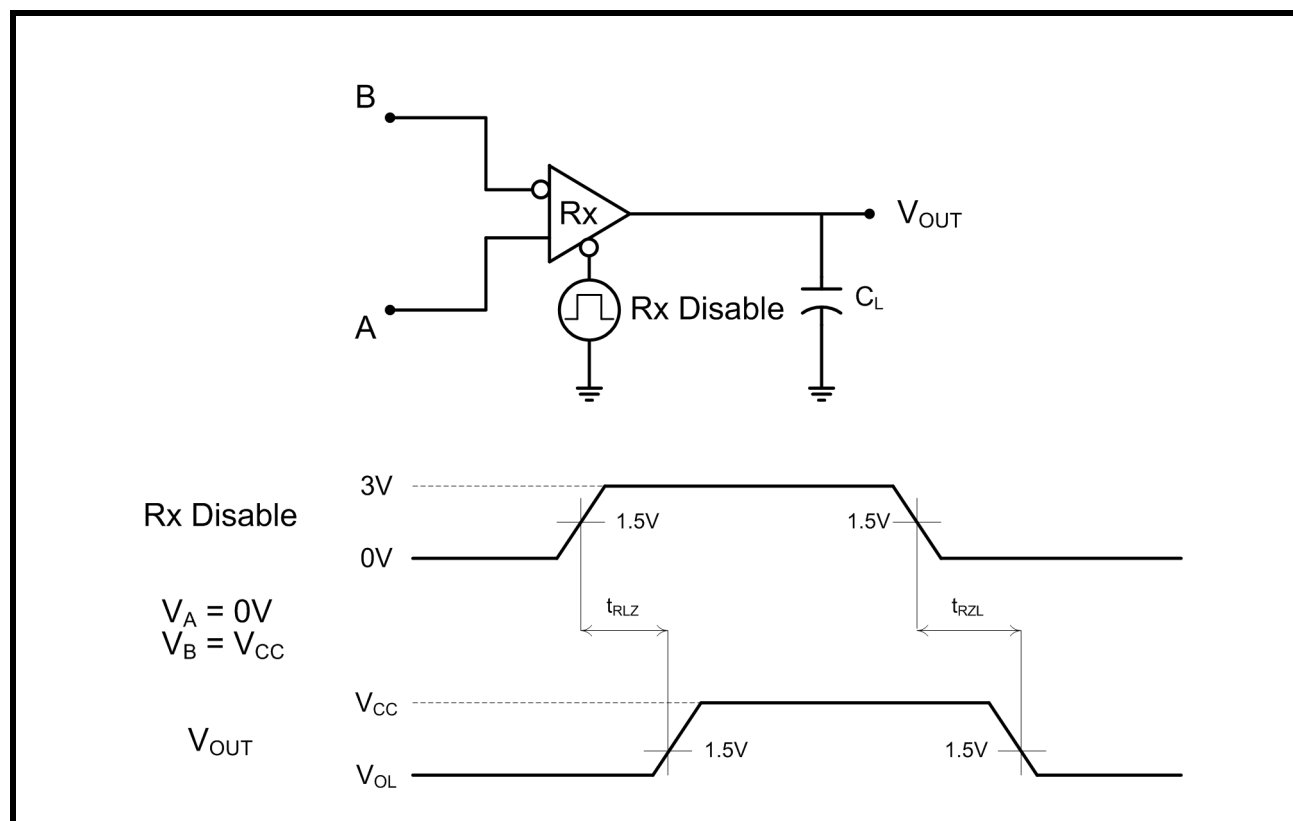 B
Rx
V_OUT
Rx Disable
C_L
A
3V
Rx Disable
1.5V
1.5V
0V
t_RLZ
t_RZL
V_A = 0V
V_B = V_CC
V_CC
V_OUT
1.5V
1.5V
V_OL